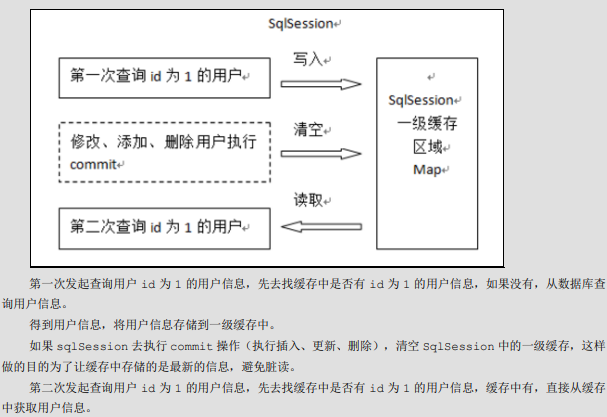 SqlSession
第一次查询 id 为 1 的用户
写入
修改、添加、删除用户执行
commit
清空
第二次查询 id 为 1 的用户
读取
SqlSession
一级缓存
区域
Map
第一次发起查询用户 id 为 1 的用户信息，先去找缓存中是否有 id 为 1 的用户信息，如果没有，从数据库查
询用户信息。
得到用户信息，将用户信息存储到一级缓存中。
如果 sqlSession 去执行 commit 操作（执行插入、更新、删除），清空 SqlSession 中的一级缓存，这样
做的目的为了让缓存中存储的是最新的信息，避免脏读。
第二次发起查询用户 id 为 1 的用户信息，先去找缓存中是否有 id 为 1 的用户信息，缓存中有，直接从缓存
中获取用户信息。